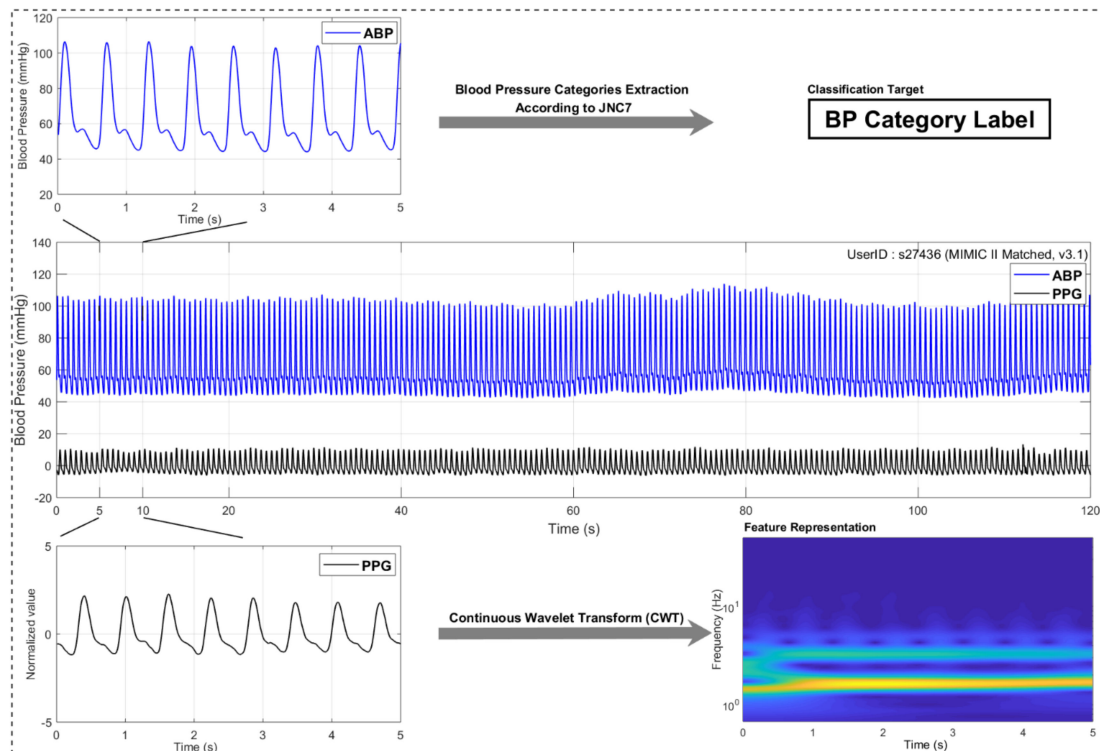 120
100
80
60
40
20
Blood Pressure (mmHg)
ABP
0
1
2
3
4
5
Time (s)
Blood Pressure Categories Extraction
According to JNC7
Classification Target
BP Category Label
140
120
100
80
60
40
20
0
-20
Blood Pressure (mmHg)
UserID : s27436 (MIMIC II Matched, v3.1)
ABP
PPG
0
5
10
20
40
60
80
100
120
Time (s)
5
0
-5
Normalized value
PPG
0
1
2
3
4
5
Time (s)
Continuous Wavelet Transform (CWT)
Feature Representation
Frequency (Hz)
10¹
10⁰
0
1
2
3
4
5
Time (s)